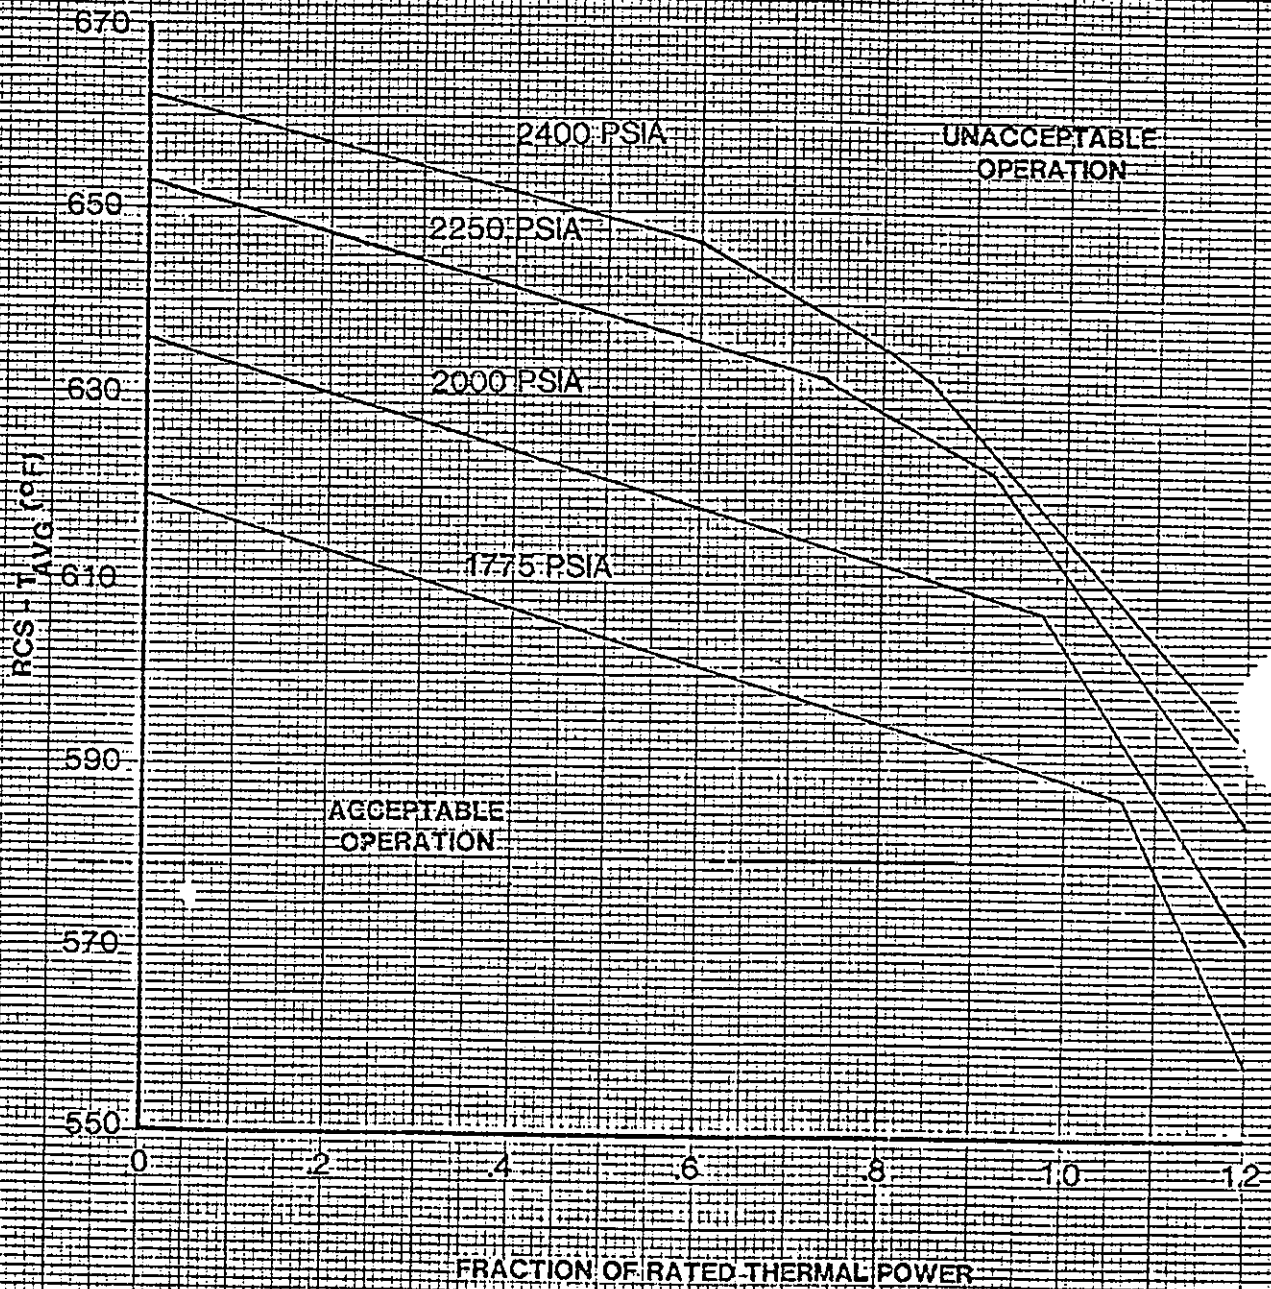 670
2400 PSIA
UNACCEPTABLE
OPERATION
650
2250 PSIA
630
2000 PSIA
RCS - TAVG (°F)
610
1775 PSIA
590
ACCEPTABLE
OPERATION
570
550
0 .2 .4 .6 .8 1.0 1.2
FRACTION OF RATED THERMAL POWER